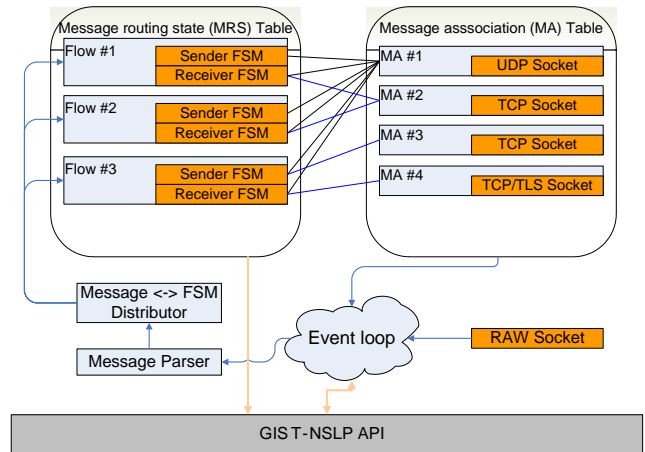 Message routing state (MRS) Table
Flow #1
Sender FSM
Receiver FSM
Flow #2
Sender FSM
Receiver FSM
Flow #3
Sender FSM
Receiver FSM
Message asssociation (MA) Table
MA #1
UDP Socket
MA #2
TCP Socket
MA #3
TCP Socket
MA #4
TCP/TLS Socket
Message <-> FSM
Distributor
Message Parser
Event loop
RAW Socket
GIST-NSLP API